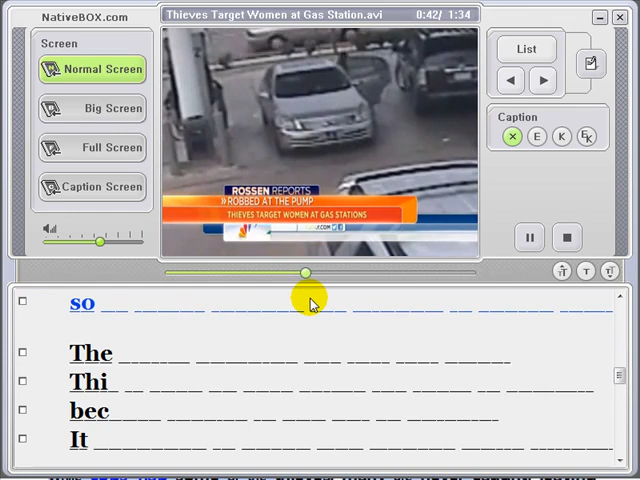 NativeBOX.com
Thieves Target Women at Gas Station.avi 0:42/ 1:34
Screen
Normal Screen
Big Screen
Full Screen
Caption Screen
List
Caption
× E K EK
ROSSEN REPORTS
»ROBBED AT THE PUMP
THIEVES TARGET WOMEN AT GAS STATIONS
T T T
so
The
Thi
bec
It